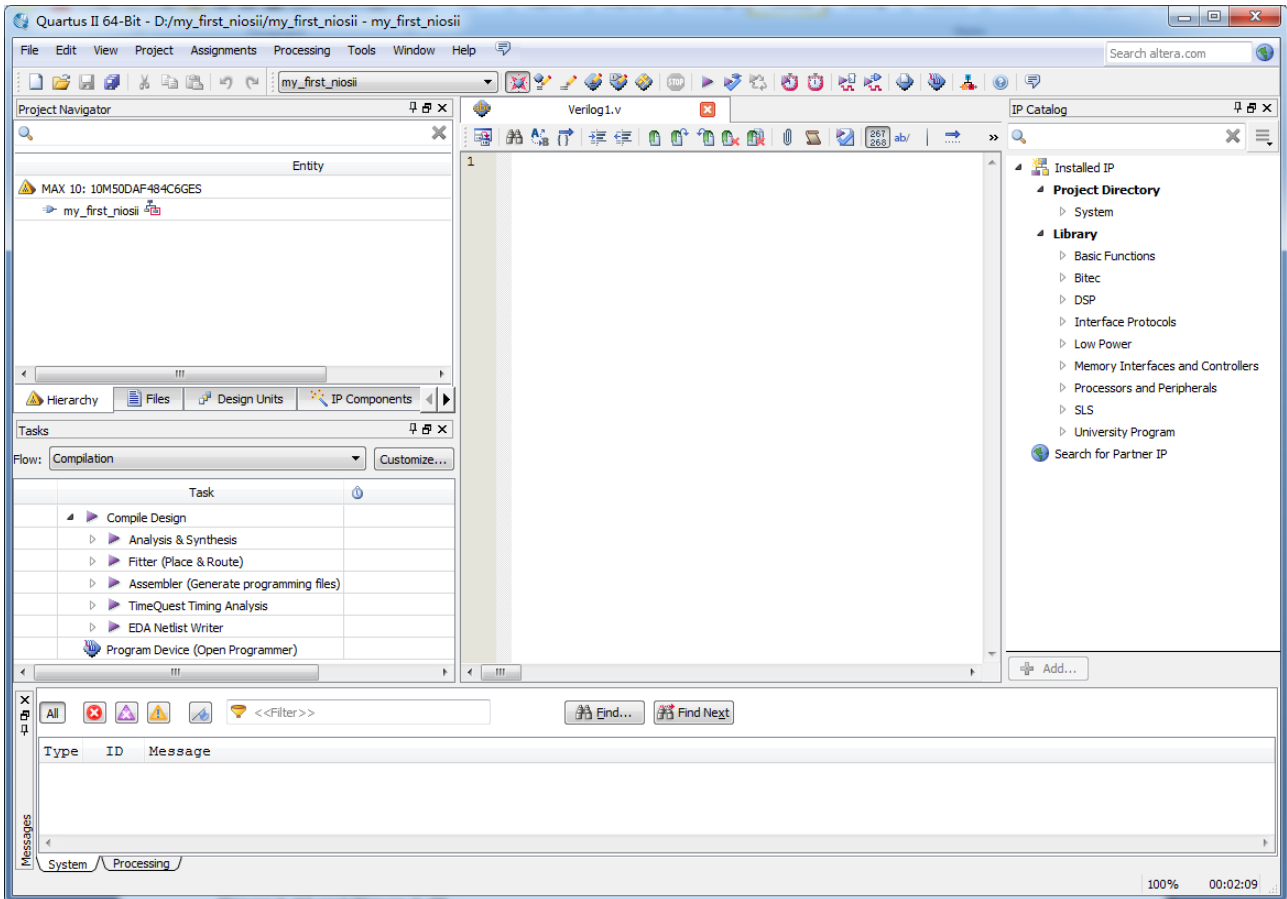 Quartus II 64-Bit - D:/my_first_niosii/my_first_niosii - my_first_niosii
File Edit View Project Assignments Processing Tools Window Help
Search altera.com
my_first_niosii
STOP
Project Navigator
Entity
MAX 10: 10M50DAF484C6GES
my_first_niosii
Hierarchy Files Design Units IP Components
Tasks
Flow: Compilation Customize...
Task
Compile Design
Analysis & Synthesis
Fitter (Place & Route)
Assembler (Generate programming files)
TimeQuest Timing Analysis
EDA Netlist Writer
Program Device (Open Programmer)
Verilog1.v
267
268 ab/
1
IP Catalog
Installed IP
Project Directory
System
Library
Basic Functions
Bitec
DSP
Interface Protocols
Low Power
Memory Interfaces and Controllers
Processors and Peripherals
SLS
University Program
Search for Partner IP
Add...
All <<Filter>> Find... Find Next
Type ID Message
Messages
System Processing
100% 00:02:09